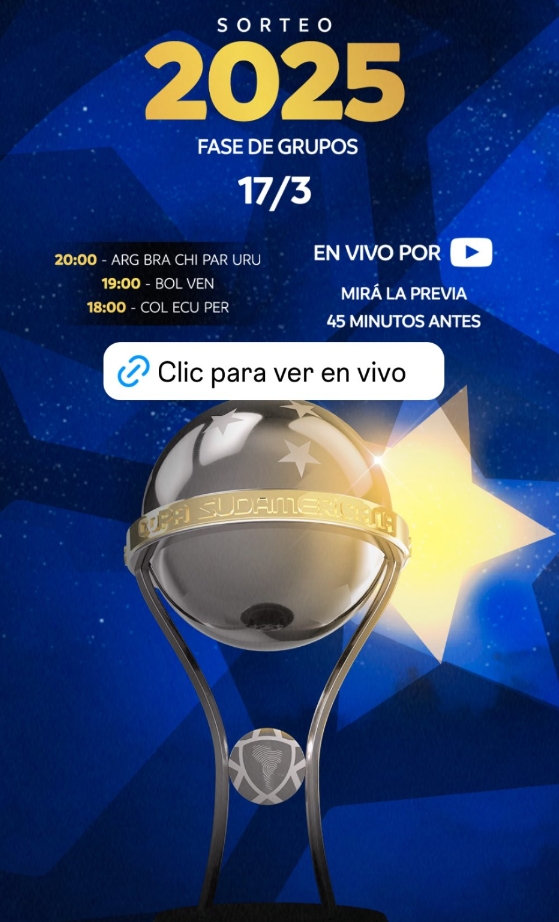 SORTEO
2025
FASE DE GRUPOS
17/3
20:00 - ARG BRA CHI PAR URU
19:00 - BOL VEN
18:00 - COL ECU PER
EN VIVO POR
MIRÁ LA PREVIA
45 MINUTOS ANTES
Clic para ver en vivo
COPA SUDAMERICANA